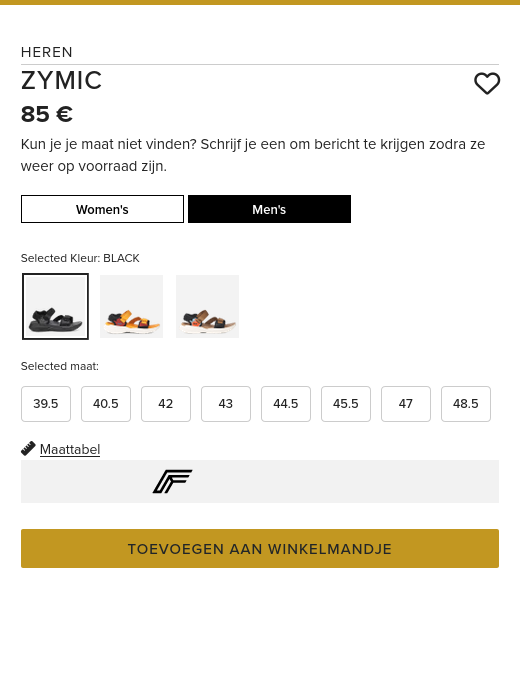 HEREN
ZYMIC
85 €
Kun je je maat niet vinden? Schrijf je een om bericht te krijgen zodra ze
weer op voorraad zijn.
Women's Men's
Selected Kleur: BLACK
Selected maat:
39.5 40.5 42 43 44.5 45.5 47 48.5
Maattabel
TOEVOEGEN AAN WINKELMANDJE